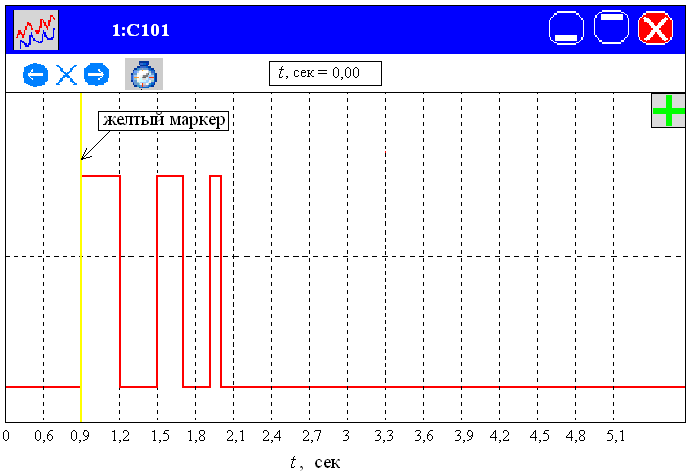 1:C101
t, сек = 0,00
желтый маркер
0 0,6 0,9 1,2 1,5 1,8 2,1 2,4 2,7 3 3,3 3,6 3,9 4,2 4,5 4,8 5,1
t, сек